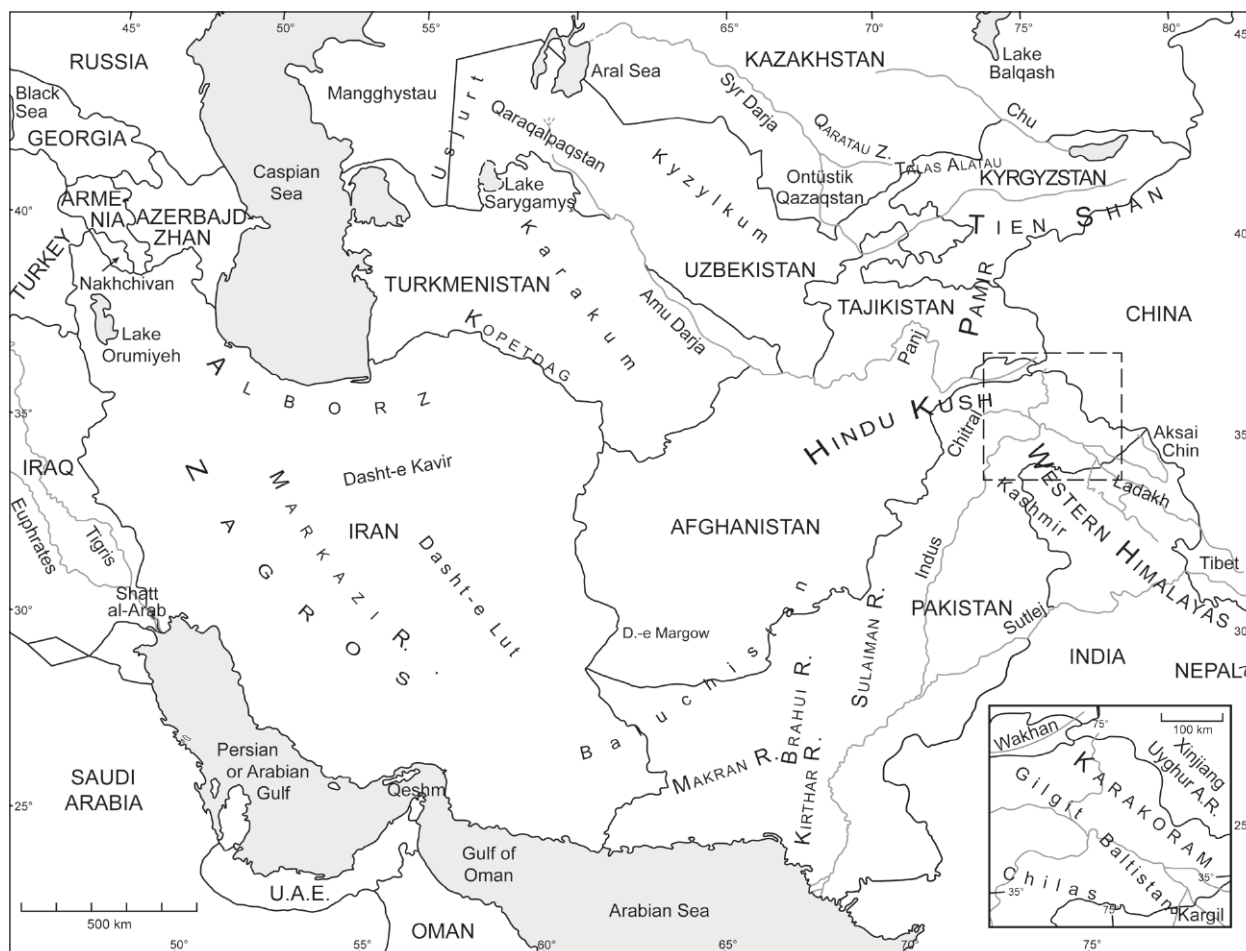 45°
50°
55°
65°
70°
75°
80°
45
RUSSIA
Black
Sea
GEORGIA
Mangghystau
Usjurt
Aral Sea
KAZAKHSTAN
Lake
Balqash
Syr Darja
QARATAU Z.
Chu
Qaraqalpaqstan
Caspian
Sea
Lake
Sarygamyş
Kyzylkum
Ontüstik
Qazaqstan
TALAS ALATAU
KYRGYZSTAN
40°
ARME-
NIA
AZERBAJD-
ZHAN
TURKEY
Nakhchivan
Lake
Orumiyeh
TURKMENISTAN
Karakum
UZBEKISTAN
TIEN SHAN
40°
KOPETDAG
Amu Darja
TAJIKISTAN
Panj
PAMIR
CHINA
ALBORZ
35°
HINDU KUSH
Chitral
35°
Aksai
Chin
IRAQ
Euphrates
Tigris
ZAGROS
MARKAZI R.
Dasht-e Kavir
IRAN
Dasht-e Lut
AFGHANISTAN
WESTERN HIMALAYAS
Kashmir
Ladakh
Tibet
Shatt
al-Arab
30°
D.-e Margow
Indus
PAKISTAN
Sutlej
30
INDIA
NEPAL
Baluchistan
SULAIMAN R.
BRAHUI R.
KIRTHAR R.
MAKRAN R.
SAUDI
ARABIA
Persian
or Arabian
Gulf
Qeshm
25°
25
Gulf of
Oman
U.A.E.
OMAN
Arabian Sea
500 km
50°
55°
60°
65°
70°
75°
100 km
Wakhan
Xinjiang
Uyghur A.R.
KARAKORAM
Gilgit
Baltistan
Chilas
35°
35°
75°
Kargil